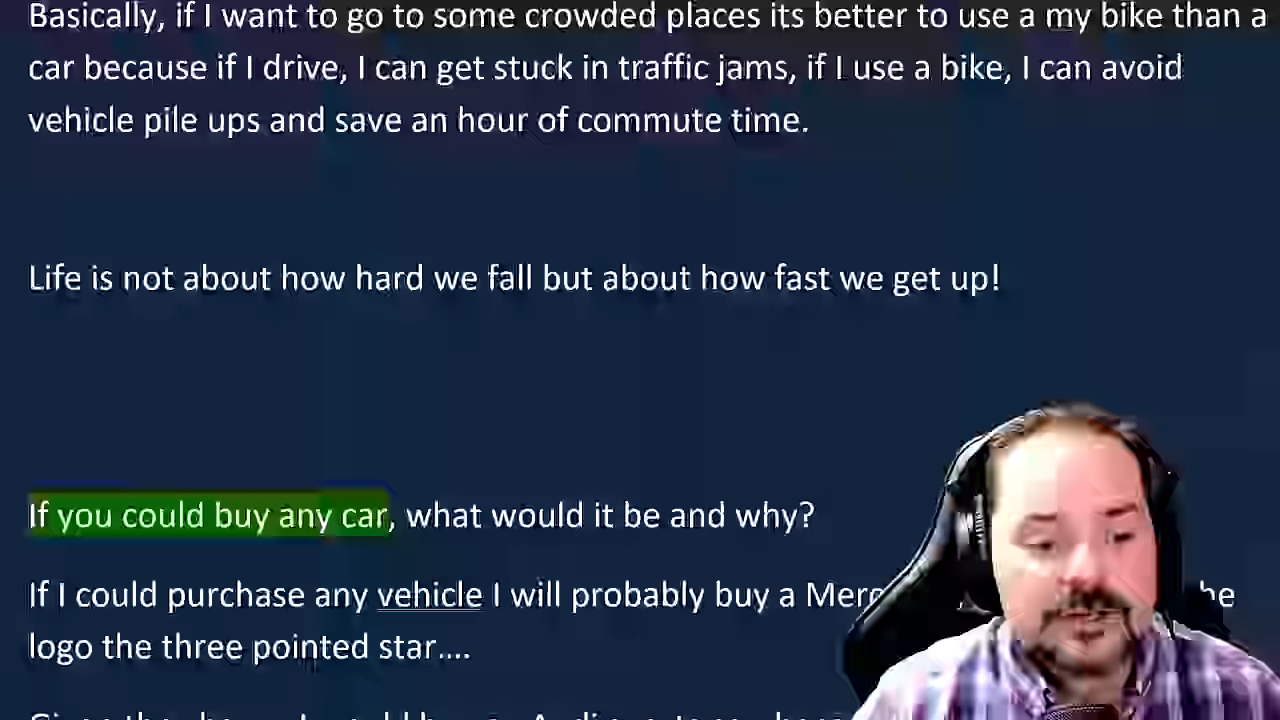 Basically, if I want to go to some crowded places its better to use a my bike than a
car because if I drive, I can get stuck in traffic jams, if I use a bike, I can avoid
vehicle pile ups and save an hour of commute time.
Life is not about how hard we fall but about how fast we get up!
If you could buy any car, what would it be and why?
If I could purchase any vehicle I will probably buy a
logo the three pointed star....